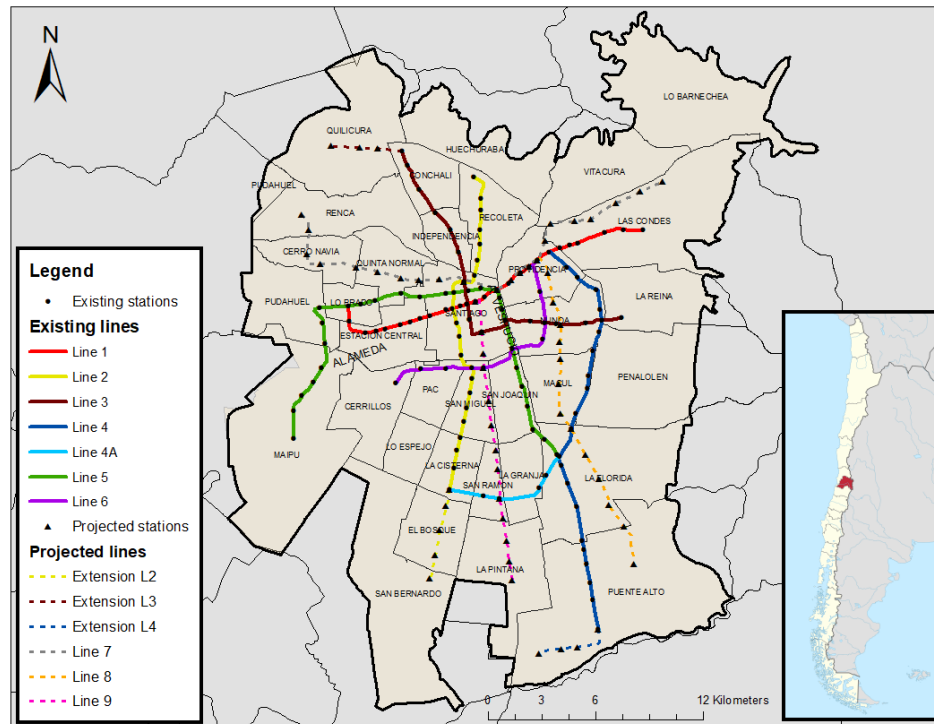 N
LO BARNECHEA
QUILICURA
HUECHURABA
CONCHALI
VITACURA
PUDAHUEL
RENCA
RECOLETA
LAS CONDES
INDEPENDENCIA
CERRO NAVIA
QUINTA NORMAL
PROVIDENCIA
PUDAHUEL
LO PRADO
LA REINA
SANTIAGO
ESTACION CENTRAL
ALAMEDA
PENALOLEN
PAC
CERRILLOS
SAN MIGUEL
SAN JOAQUIN
LO ESPEJO
MAIPU
LA CISTERNA
LA GRANJA
SAN RAMON
LA FLORIDA
EL BOSQUE
LA PINTANA
SAN BERNARDO
PUENTE ALTO
Legend
Existing stations
Existing lines
Line 1
Line 2
Line 3
Line 4
Line 4A
Line 5
Line 6
Projected stations
Projected lines
Extension L2
Extension L3
Extension L4
Line 7
Line 8
Line 9
0 3 6 12 Kilometers